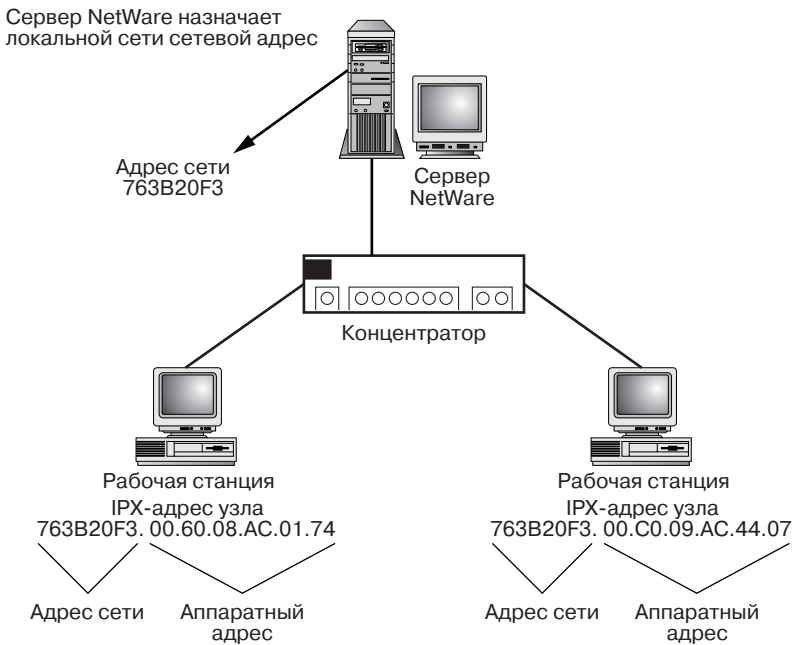 Сервер NetWare назначает
локальной сети сетевой адрес
Адрес сети
763B20F3
Сервер
NetWare
Концентратор
Рабочая станция
IPX-адрес узла
763B20F3. 00.60.08.AC.01.74
Адрес сети
Аппаратный
адрес
Рабочая станция
IPX-адрес узла
763B20F3. 00.C0.09.AC.44.07
Адрес сети
Аппаратный
адрес